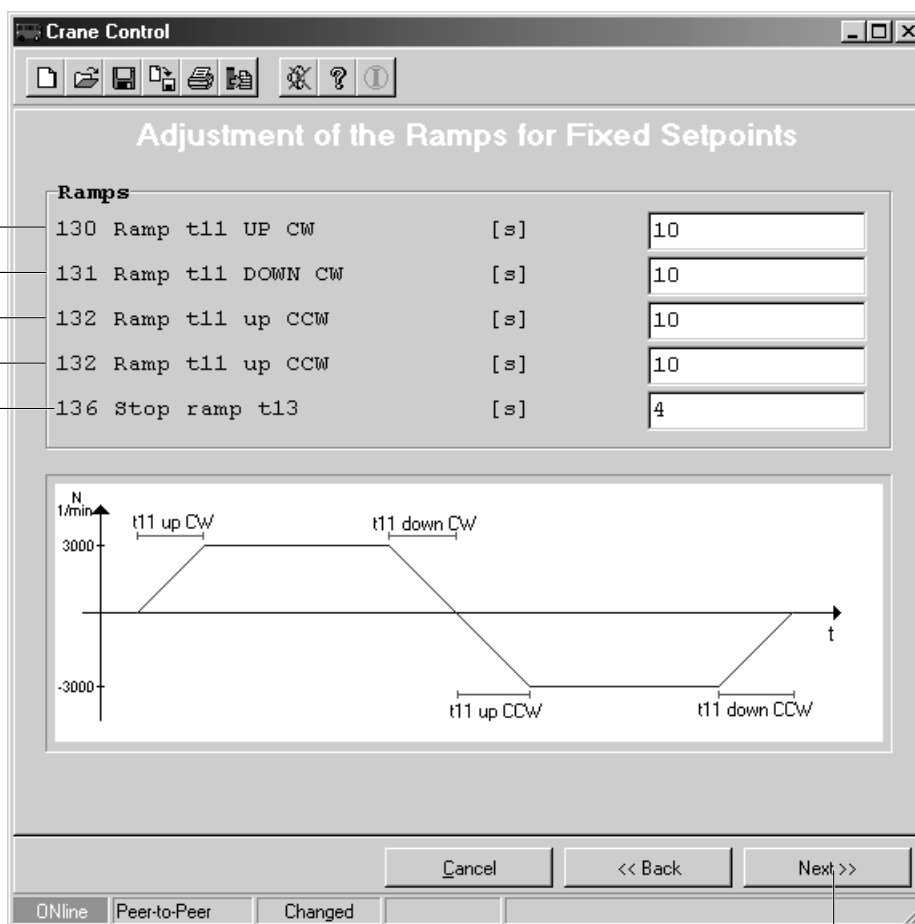 Crane Control
Adjustment of the Ramps for Fixed Setpoints
Ramps
130 Ramp t11 UP CW [s] 10
131 Ramp t11 DOWN CW [s] 10
132 Ramp t11 up CCW [s] 10
132 Ramp t11 up CCW [s] 10
136 Stop ramp t13 [s] 4
N
1/min
t11 up CW t11 down CW
3000
t
-3000
t11 up CCW t11 down CCW
Cancel << Back Next >>
ONline Peer-to-Peer Changed